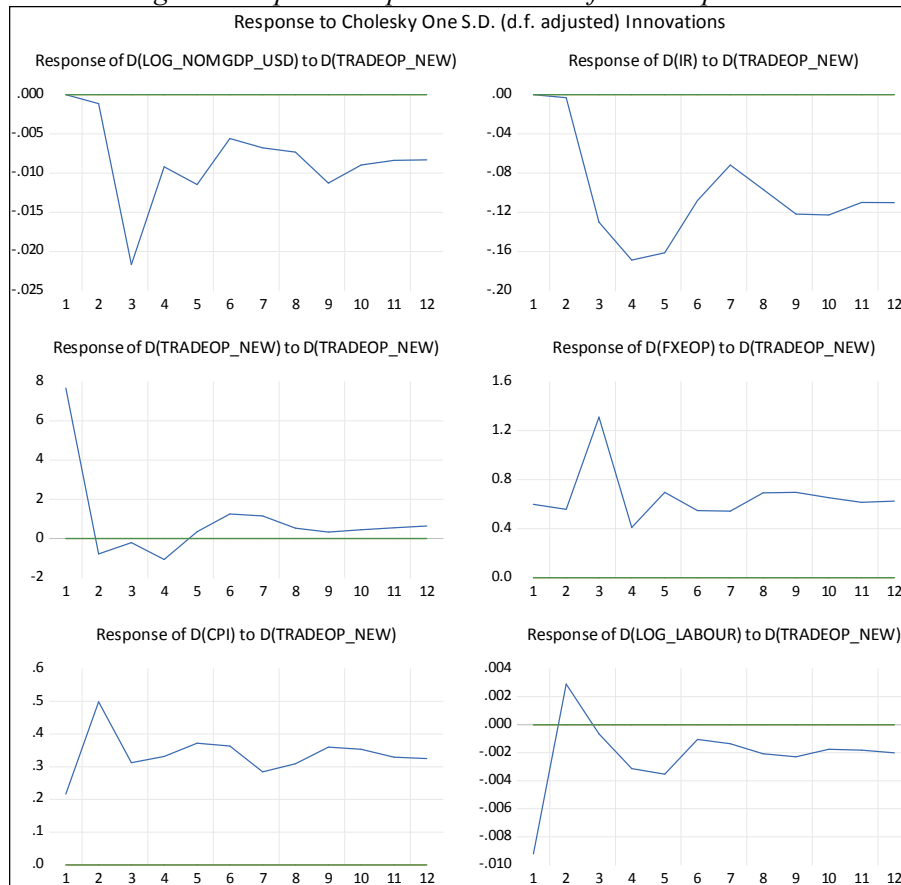 Response to Cholesky One S.D. (d.f. adjusted) Innovations
Response of D(LOG_NOMGDP_USD) to D(TRADEOP_NEW)
.000
-.005
-.010
-.015
-.020
-.025
1 2 3 4 5 6 7 8 9 10 11 12
Response of D(IR) to D(TRADEOP_NEW)
.00
-.04
-.08
-.12
-.16
-.20
1 2 3 4 5 6 7 8 9 10 11 12
Response of D(TRADEOP_NEW) to D(TRADEOP_NEW)
8
6
4
2
0
-2
1 2 3 4 5 6 7 8 9 10 11 12
Response of D(FXEOP) to D(TRADEOP_NEW)
1.6
1.2
0.8
0.4
0.0
1 2 3 4 5 6 7 8 9 10 11 12
Response of D(CPI) to D(TRADEOP_NEW)
.6
.5
.4
.3
.2
.1
.0
1 2 3 4 5 6 7 8 9 10 11 12
Response of D(LOG_LABOUR) to D(TRADEOP_NEW)
.004
.002
.000
-.002
-.004
-.006
-.008
-.010
1 2 3 4 5 6 7 8 9 10 11 12